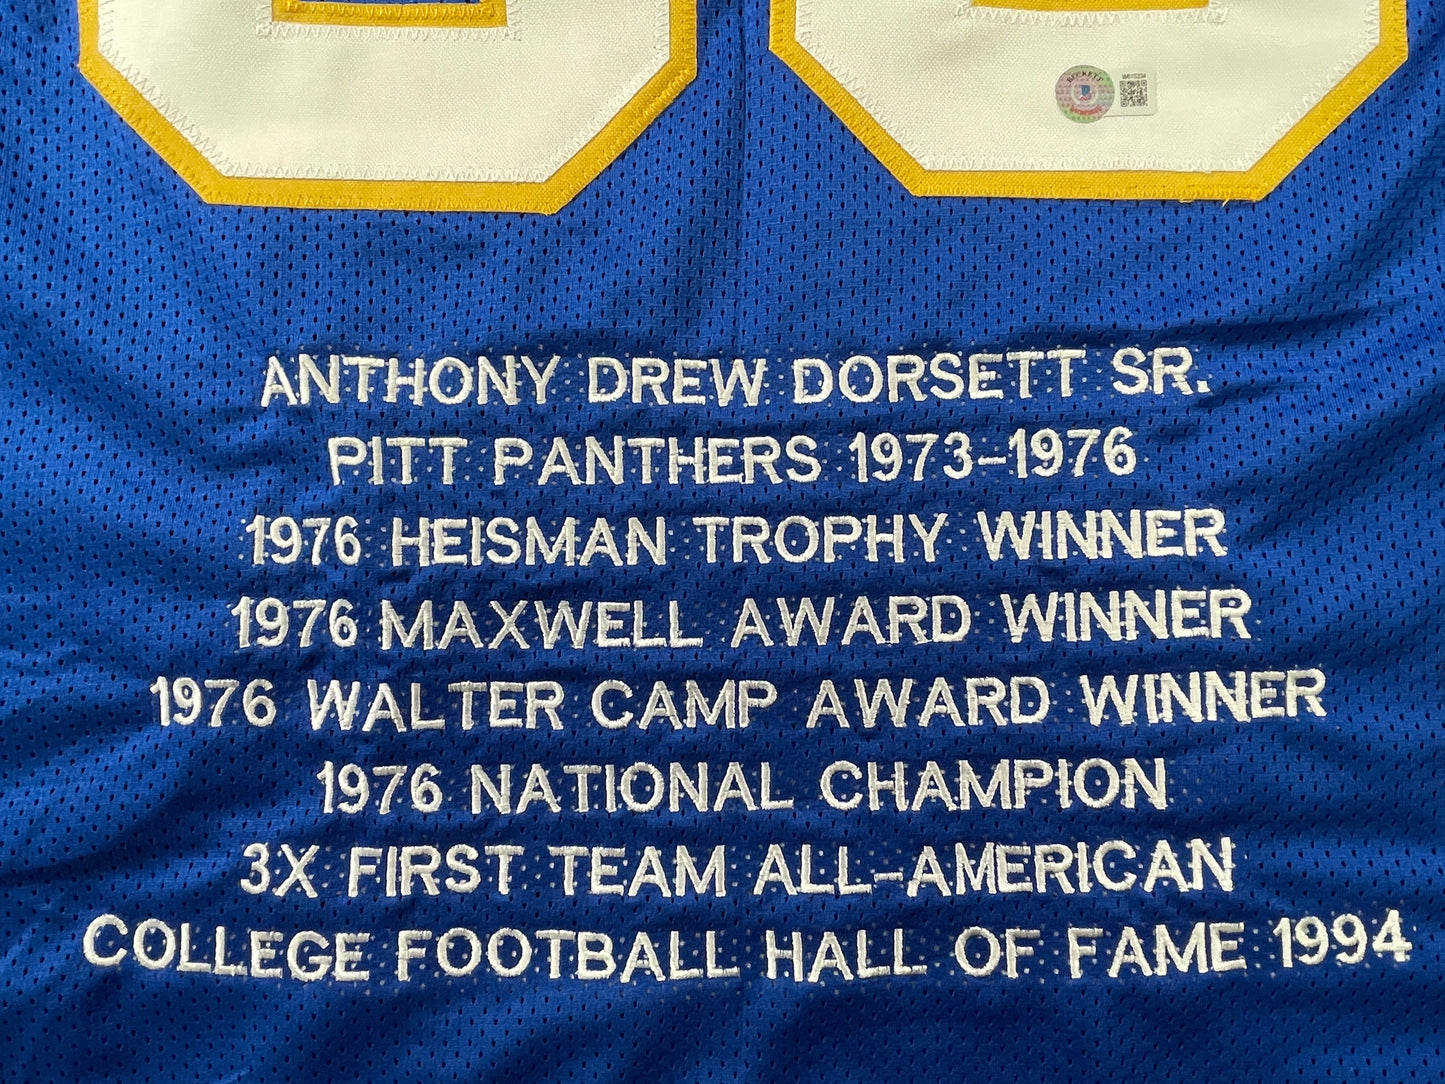 BECKETT
ANTHONY DREW DORSETT SR.
PITT PANTHERS 1973-1976
1976 HEISMAN TROPHY WINNER
1976 MAXWELL AWARD WINNER
1976 WALTER CAMP AWARD WINNER
1976 NATIONAL CHAMPION
3X FIRST TEAM ALL-AMERICAN
COLLEGE FOOTBALL HALL OF FAME 1994